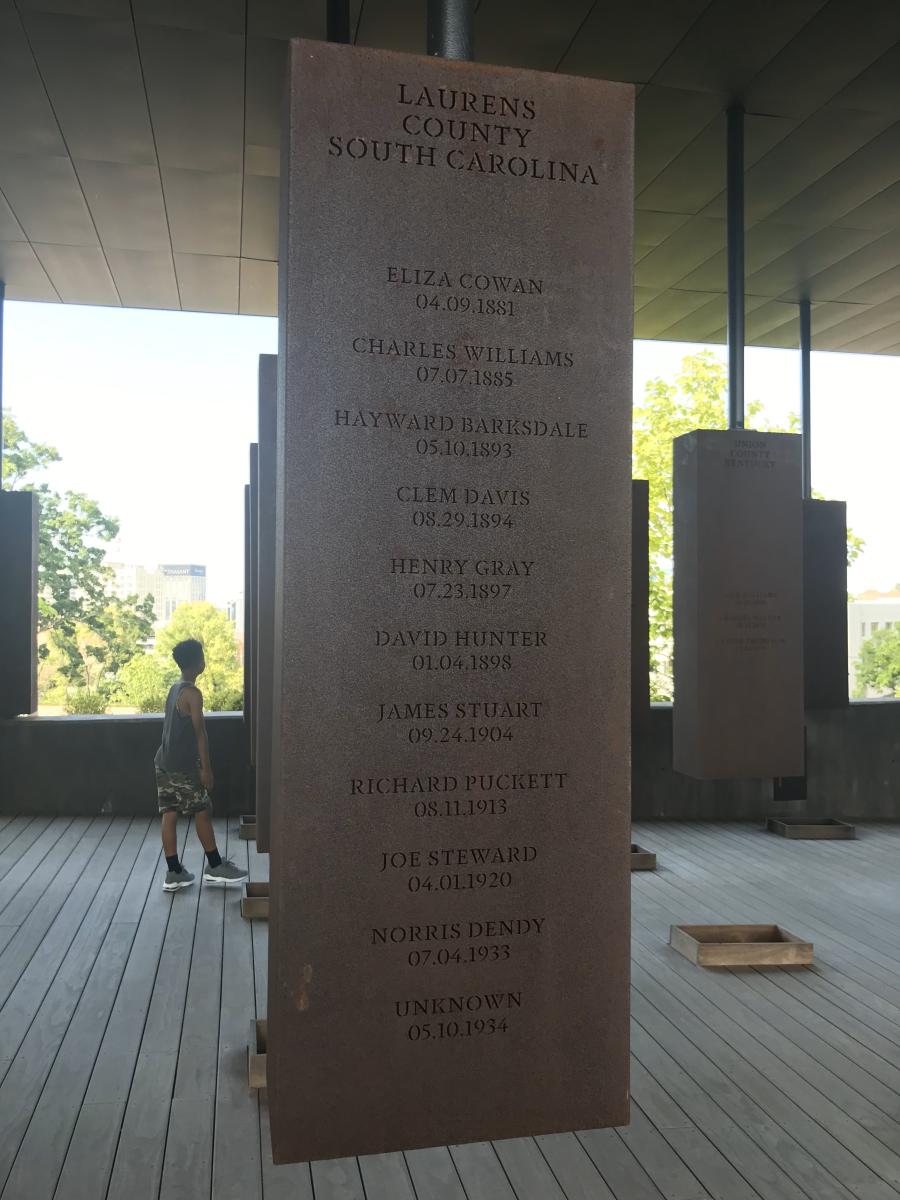 LAURENS
COUNTY
SOUTH CAROLINA
ELIZA COWAN
04.09.1881
CHARLES WILLIAMS
07.07.1885
HAYWARD BARKSDALE
05.10.1893
CLEM DAVIS
08.29.1894
HENRY GRAY
07.23.1897
DAVID HUNTER
01.04.1898
JAMES STUART
09.24.1904
RICHARD PUCKETT
08.11.1913
JOE STEWARD
04.01.1920
NORRIS DENDY
07.04.1933
UNKNOWN
05.10.1934
UNION
COUNTY
KENTUCKY